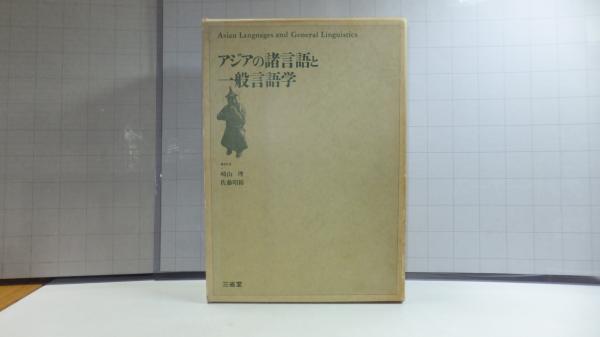 Asian Languages and General Linguistics
アジアの諸言語と
一般言語学
崎山 理
佐藤昭裕
三省堂